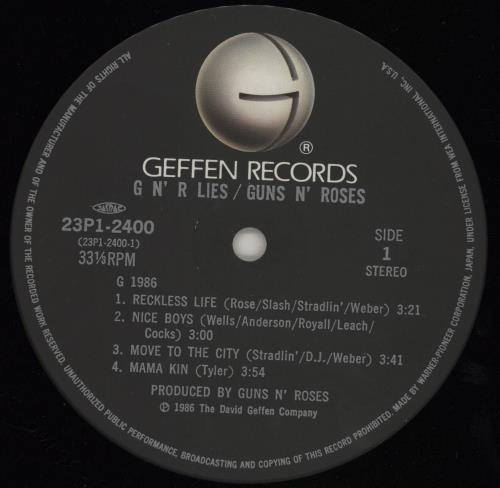 ®
GEFFEN RECORDS
G N' R LIES / GUNS N' ROSES
JASRAC
23P1-2400
(23P1-2400-1)
33⅓RPM
SIDE
1
STEREO
G 1986
1. RECKLESS LIFE (Rose/Slash/Stradlin'/Weber) 3:21
2. NICE BOYS (Wells/Anderson/Royall/Leach/
Cocks) 3:00
3. MOVE TO THE CITY (Stradlin'/D.J./Weber) 3:41
4. MAMA KIN (Tyler) 3:54
PRODUCED BY GUNS N' ROSES
℗ 1986 The David Geffen Company
ALL RIGHTS OF THE MANUFACTURER AND OF THE OWNER OF THE RECORDED WORK RESERVED. UNAUTHORIZED PUBLIC PERFORMANCE, BROADCASTING AND COPYING OF THIS RECORD PROHIBITED. MADE BY WARNER-PIONEER CORPORATION, JAPAN, UNDER LICENSE FROM WEA INTERNATIONAL INC., U.S.A.